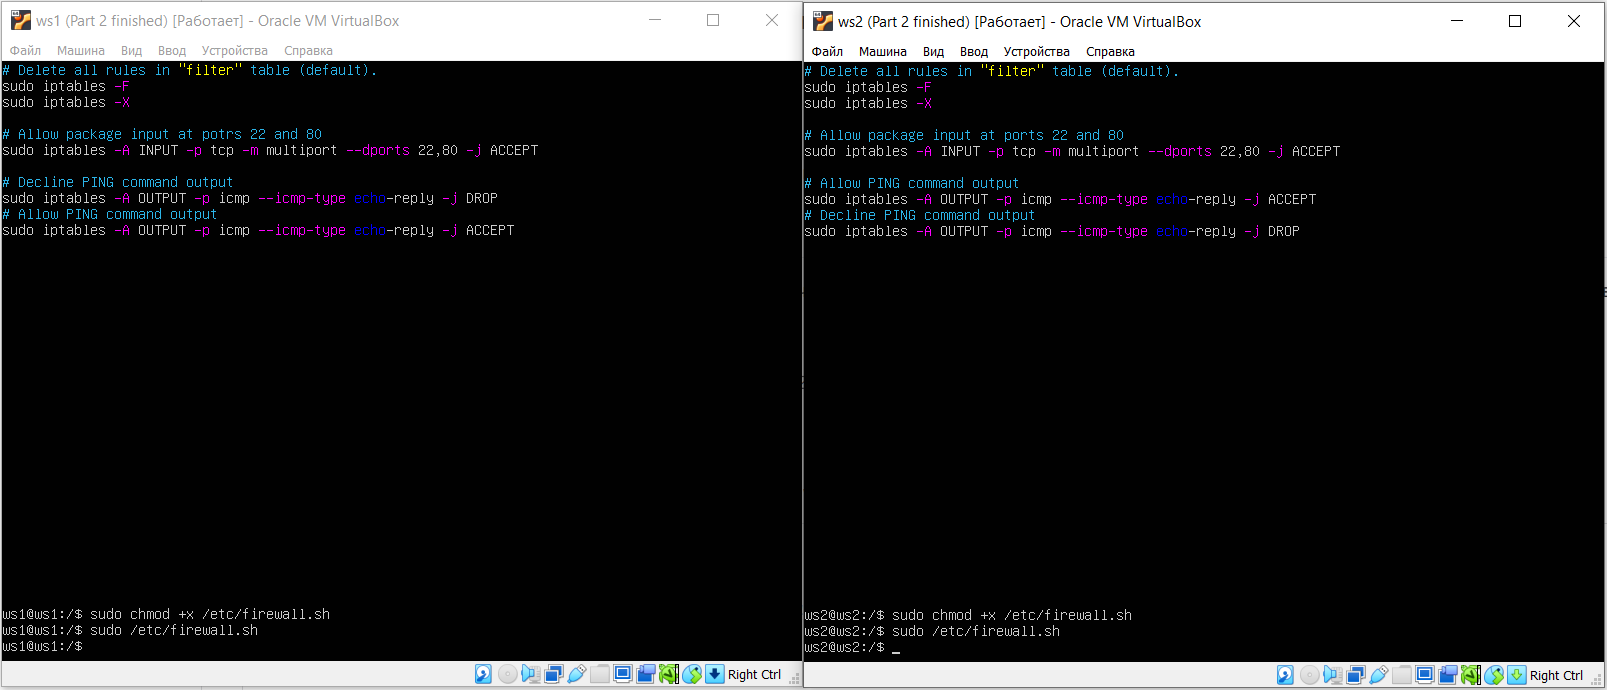 ws1 (Part 2 finished) [Работает] - Oracle VM VirtualBox
Файл Машина Вид Ввод Устройства Справка
# Delete all rules in "filter" table (default).
sudo iptables -F
sudo iptables -X
# Allow package input at potrs 22 and 80
sudo iptables -A INPUT -p tcp -m multiport --dports 22,80 -j ACCEPT
# Decline PING command output
sudo iptables -A OUTPUT -p icmp --icmp-type echo-reply -j DROP
# Allow PING command output
sudo iptables -A OUTPUT -p icmp --icmp-type echo-reply -j ACCEPT
ws1@ws1:/$ sudo chmod +x /etc/firewall.sh
ws1@ws1:/$ sudo /etc/firewall.sh
ws1@ws1:/$
Right Ctrl
ws2 (Part 2 finished) [Работает] - Oracle VM VirtualBox
Файл Машина Вид Ввод Устройства Справка
# Delete all rules in "filter" table (default).
sudo iptables -F
sudo iptables -X
# Allow package input at ports 22 and 80
sudo iptables -A INPUT -p tcp -m multiport --dports 22,80 -j ACCEPT
# Allow PING command output
sudo iptables -A OUTPUT -p icmp --icmp-type echo-reply -j ACCEPT
# Decline PING command output
sudo iptables -A OUTPUT -p icmp --icmp-type echo-reply -j DROP
ws2@ws2:/$ sudo chmod +x /etc/firewall.sh
ws2@ws2:/$ sudo /etc/firewall.sh
ws2@ws2:/$ _
Right Ctrl